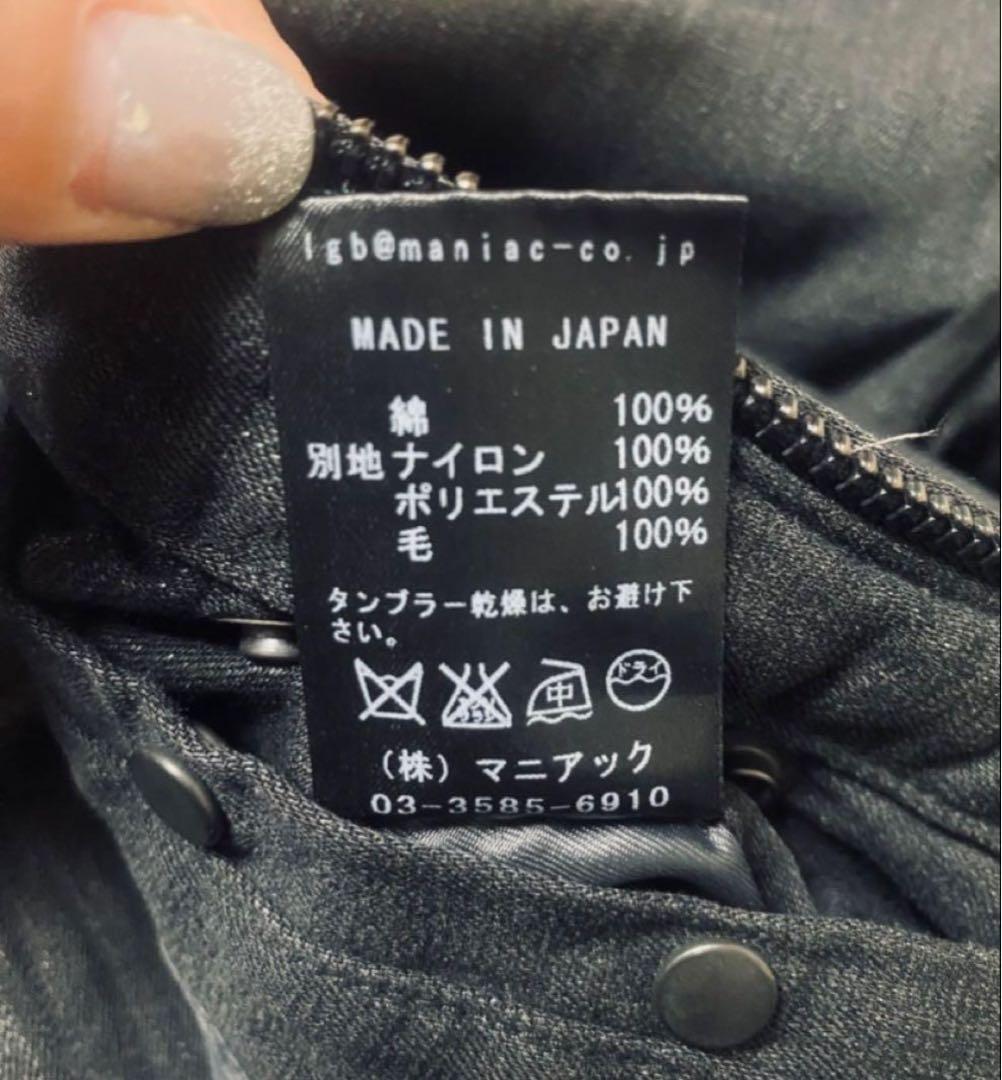 lgb@maniac-co.jp
MADE IN JAPAN
綿 100%
別地ナイロン 100%
ポリエステル100%
毛 100%
タンブラー乾燥は、お避け下
さい。
中 ドライ
(株)マニアック
03-3585-6910